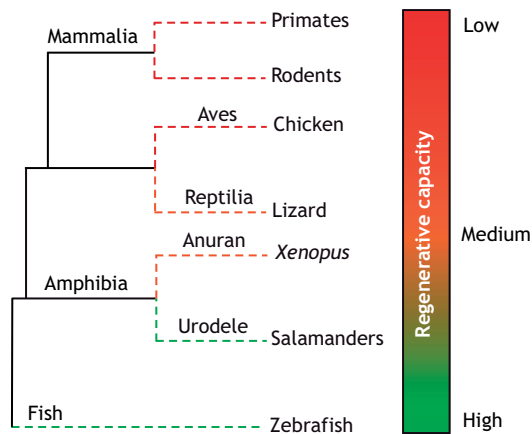 Primates
Mammalia
Rodents
Aves
Chicken
Reptilia
Lizard
Anuran
Xenopus
Amphibia
Urodele
Salamanders
Fish
Zebrafish
Regenerative capacity
Low
Medium
High